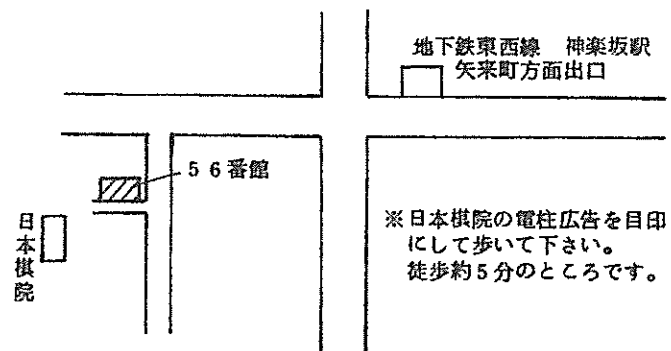 地下鉄東西線 神楽坂駅
矢来町方面出口
56番館
日本棋院
※日本棋院の電柱広告を目印
にして歩いて下さい。
徒歩約5分のところです。